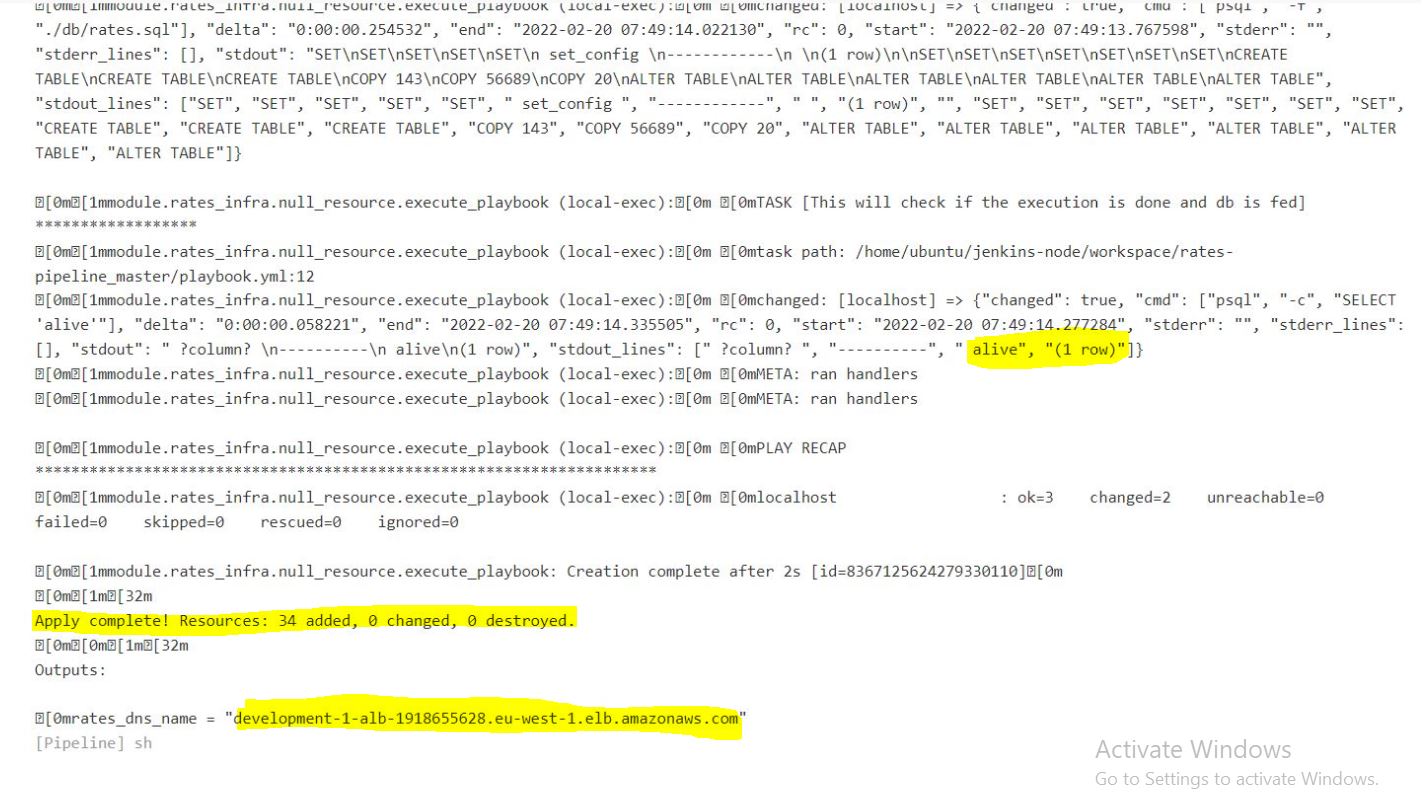 [0m[1mmodule.rates_infra.null_resource.execute_playbook (local-exec):[0m [0mchanged: [localhost] => {"changed": true, "cmd": ["psql", "-f",
"./db/rates.sql"], "delta": "0:00:00.254532", "end": "2022-02-20 07:49:14.022130", "rc": 0, "start": "2022-02-20 07:49:13.767598", "stderr": "",
"stderr_lines": [], "stdout": "SET\nSET\nSET\nSET\nSET\n set_config \n------------\n \n(1 row)\n\nSET\nSET\nSET\nSET\nSET\nSET\nSET\nCREATE
TABLE\nCREATE TABLE\nCREATE TABLE\nCOPY 143\nCOPY 56689\nCOPY 20\nALTER TABLE\nALTER TABLE\nALTER TABLE\nALTER TABLE\nALTER TABLE\nALTER TABLE",
"stdout_lines": ["SET", "SET", "SET", "SET", "SET", " set_config ", "------------", " ", "(1 row)", "", "SET", "SET", "SET", "SET", "SET", "SET", "SET",
"CREATE TABLE", "CREATE TABLE", "CREATE TABLE", "COPY 143", "COPY 56689", "COPY 20", "ALTER TABLE", "ALTER TABLE", "ALTER TABLE", "ALTER TABLE", "ALTER
TABLE", "ALTER TABLE"]}
[0m[1mmodule.rates_infra.null_resource.execute_playbook (local-exec):[0m [0mTASK [This will check if the execution is done and db is fed]
******************
[0m[1mmodule.rates_infra.null_resource.execute_playbook (local-exec):[0m [0mtask path: /home/ubuntu/jenkins-node/workspace/rates-
pipeline_master/playbook.yml:12
[0m[1mmodule.rates_infra.null_resource.execute_playbook (local-exec):[0m [0mchanged: [localhost] => {"changed": true, "cmd": ["psql", "-c", "SELECT
'alive'"], "delta": "0:00:00.058221", "end": "2022-02-20 07:49:14.335505", "rc": 0, "start": "2022-02-20 07:49:14.277284", "stderr": "", "stderr_lines":
[], "stdout": " ?column? \n----------\n alive\n(1 row)", "stdout_lines": [" ?column? ", "----------", " alive", "(1 row)"]}
[0m[1mmodule.rates_infra.null_resource.execute_playbook (local-exec):[0m [0mMETA: ran handlers
[0m[1mmodule.rates_infra.null_resource.execute_playbook (local-exec):[0m [0mMETA: ran handlers
[0m[1mmodule.rates_infra.null_resource.execute_playbook (local-exec):[0m [0mPLAY RECAP
*********************************************************************
[0m[1mmodule.rates_infra.null_resource.execute_playbook (local-exec):[0m [0mlocalhost : ok=3 changed=2 unreachable=0
failed=0 skipped=0 rescued=0 ignored=0
[0m[1mmodule.rates_infra.null_resource.execute_playbook: Creation complete after 2s [id=8367125624279330110][0m
[0m[1m[32m
Apply complete! Resources: 34 added, 0 changed, 0 destroyed.
[0m[0m[1m[32m
Outputs:
[0mrates_dns_name = "development-1-alb-1918655628.eu-west-1.elb.amazonaws.com"
[Pipeline] sh
Activate Windows
Go to Settings to activate Windows.